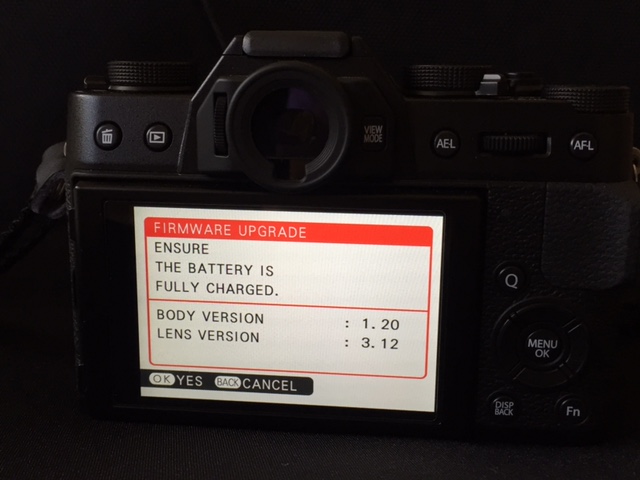 VIEW
MODE
AEL
AF-L
FIRMWARE UPGRADE
ENSURE
THE BATTERY IS
FULLY CHARGED.
BODY VERSION : 1.20
LENS VERSION : 3.12
OK YES BACK CANCEL
Q
MENU
OK
DISP
BACK
Fn